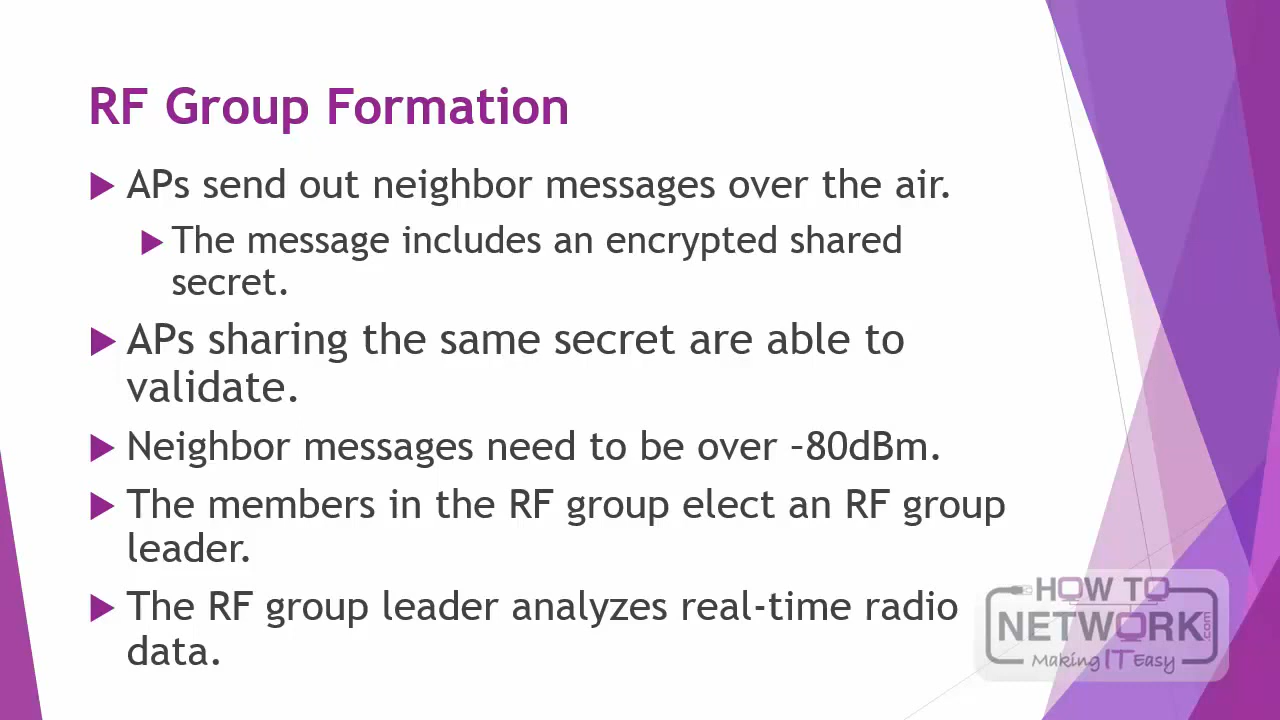 RF Group Formation
APs send out neighbor messages over the air.
The message includes an encrypted shared
secret.
APs sharing the same secret are able to
validate.
Neighbor messages need to be over –80dBm.
The members in the RF group elect an RF group
leader.
The RF group leader analyzes real-time radio
data.
HOW TO
NETWORK.com
Making IT Easy